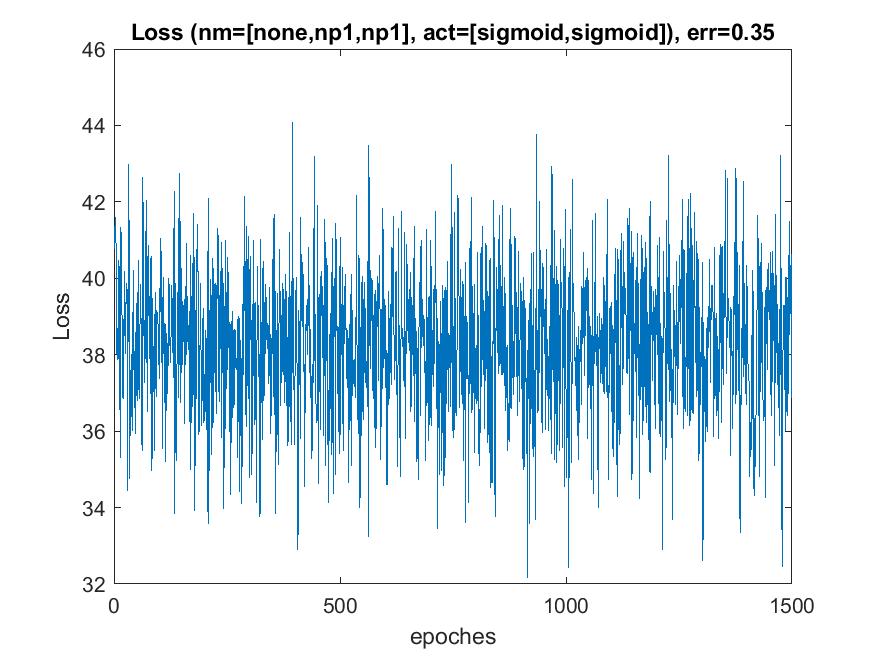 Loss (nm=[none,np1,np1], act=[sigmoid,sigmoid]), err=0.35
46
44
42
40
38
36
34
32
Loss
0 500 1000 1500
epoches